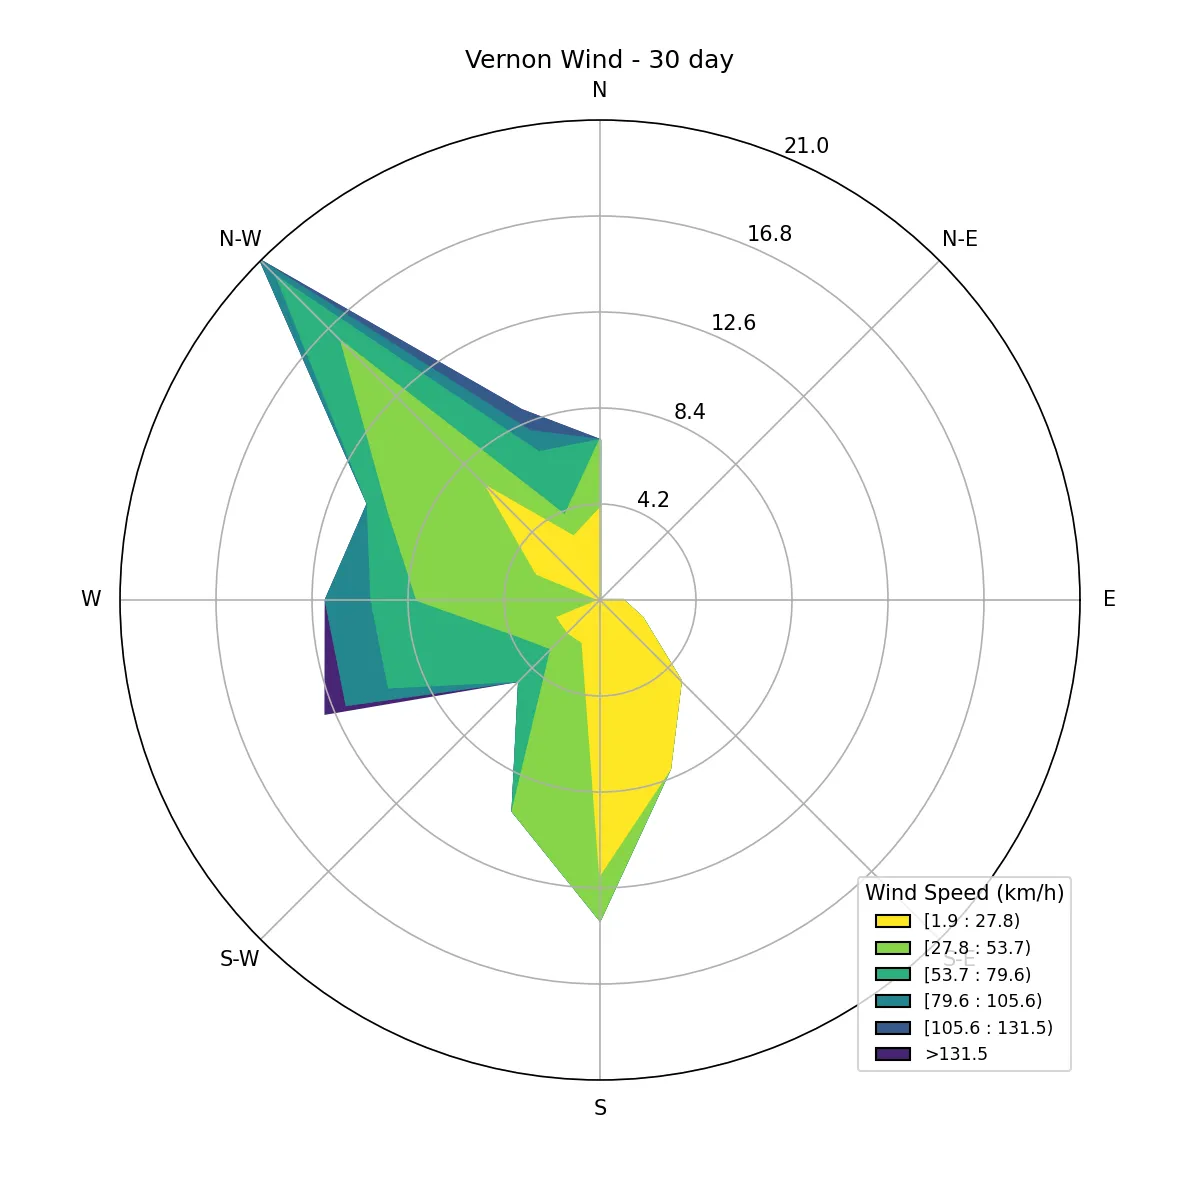 Vernon Wind - 30 day
N
21.0
16.8
N-W
N-E
12.6
8.4
4.2
W
E
S-W
S-E
S
Wind Speed (km/h)
[1.9 : 27.8)
[27.8 : 53.7)
[53.7 : 79.6)
[79.6 : 105.6)
[105.6 : 131.5)
>131.5